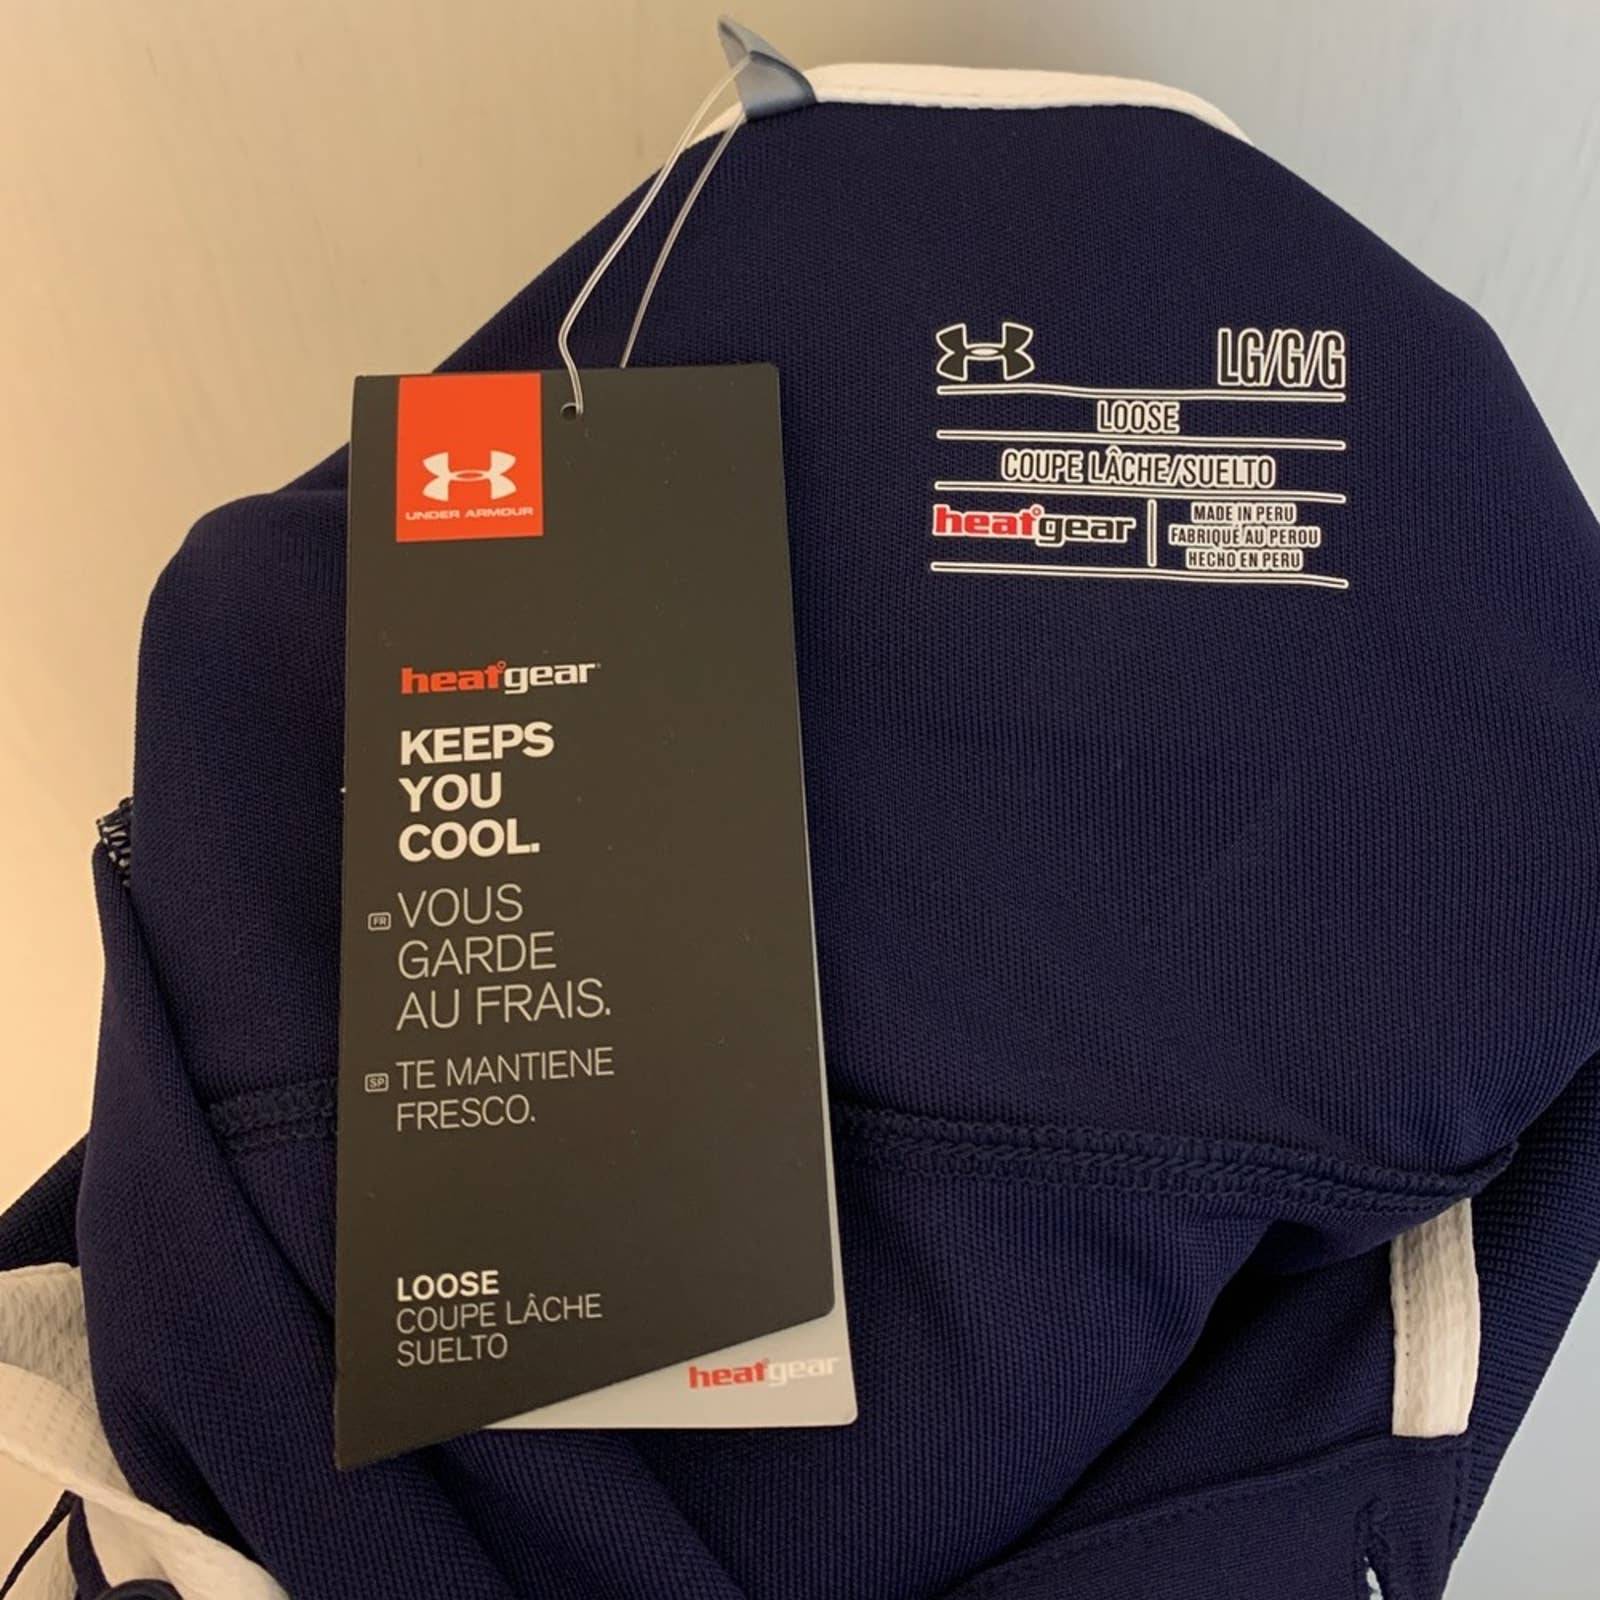 UNDER ARMOUR
heatgear
KEEPS
YOU
COOL.
FR VOUS
GARDE
AU FRAIS.
SP TE MANTIENE
FRESCO.
LOOSE
COUPE LÂCHE
SUELTO
heatgear
LG/G/G
LOOSE
COUPE LÂCHE/SUELTO
heatgear
MADE IN PERU
FABRIQUÉ AU PEROU
HECHO EN PERU